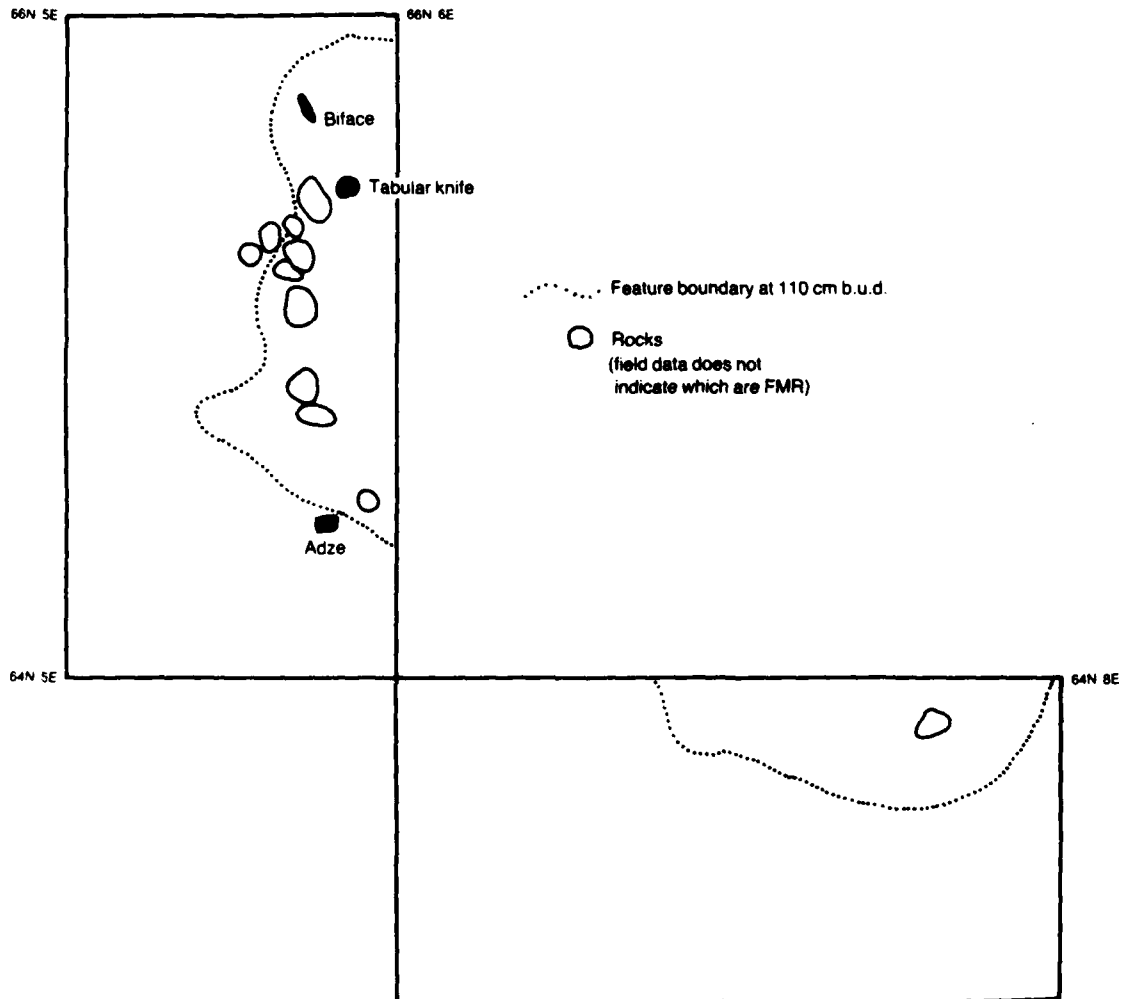 66N 5E
66N 6E
Biface
Tabular knife
Feature boundary at 110 cm b.u.d.
Rocks
(field data does not
indicate which are FMR)
Adze
64N 5E
64N 8E